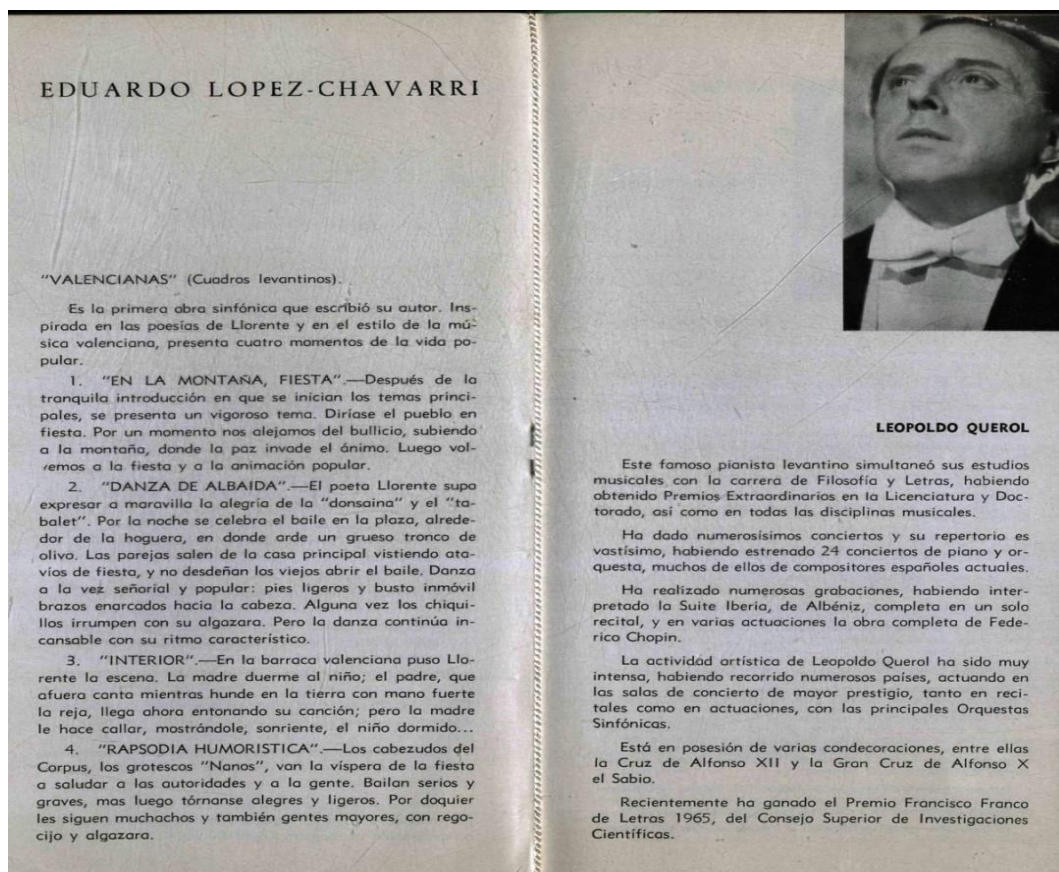 EDUARDO LOPEZ-CHAVARRI
"VALENCIANAS" (Cuadros levantinos).
Es la primera obra sinfónica que escribió su autor. Ins-
pirada en las poesías de Llorente y en el estilo de la mú-
sica valenciana, presenta cuatro momentos de la vida po-
pular.
1. "EN LA MONTAÑA, FIESTA".—Después de la
tranquila introducción en que se inician los temas princi-
pales, se presenta un vigoroso tema. Diríase el pueblo en
fiesta. Por un momento nos alejamos del bullicio, subiendo
a la montaña, donde la paz invade el ánimo. Luego vol-
vemos a la fiesta y a la animación popular.
2. "DANZA DE ALBAIDA".—El poeta Llorente supo
expresar a maravilla la alegría de la "donsaina" y el "ta-
balet". Por la noche se celebra el baile en la plaza, alrede-
dor de la hoguera, en donde arde un grueso tronco de
olivo. Las parejas salen de la casa principal vistiendo ata-
víos de fiesta, y no desdeñan los viejos abrir el baile. Danza
a la vez señorial y popular: pies ligeros y busto inmóvil
brazos enarcados hacia la cabeza. Alguna vez los chiqui-
llos irrumpen con su algazara. Pero la danza continúa in-
cansable con su ritmo característico.
3. "INTERIOR".—En la barraca valenciana puso Llo-
rente la escena. La madre duerme al niño; el padre, que
afuera canta mientras hunde en la tierra con mano fuerte
la reja, llega ahora entonando su canción; pero la madre
le hace callar, mostrándole, sonriente, el niño dormido...
4. "RAPSODIA HUMORISTICA".—Los cabezudos del
Corpus, los grotescos "Nanos", van la víspera de la fiesta
a saludar a las autoridades y a la gente. Bailan serios y
graves, mas luego tórnanse alegres y ligeros. Por doquier
les siguen muchachos y también gentes mayores, con rego-
cijo y algazara.
LEOPOLDO QUEROL
Este famoso pianista levantino simultaneó sus estudios
musicales con la carrera de Filosofía y Letras, habiendo
obtenido Premios Extraordinarios en la Licenciatura y Doc-
torado, así como en todas las disciplinas musicales.
Ha dado numerosísimos conciertos y su repertorio es
vastísimo, habiendo estrenado 24 conciertos de piano y or-
questa, muchos de ellos de compositores españoles actuales.
Ha realizado numerosas grabaciones, habiendo inter-
pretado la Suite Iberia, de Albéniz, completa en un solo
recital, y en varias actuaciones la obra completa de Fede-
rico Chopin.
La actividad artística de Leopoldo Querol ha sido muy
intensa, habiendo recorrido numerosos países, actuando en
las salas de concierto de mayor prestigio, tanto en reci-
tales como en actuaciones, con las principales Orquestas
Sinfónicas.
Está en posesión de varias condecoraciones, entre ellas
la Cruz de Alfonso XII y la Gran Cruz de Alfonso X
el Sabio.
Recientemente ha ganado el Premio Francisco Franco
de Letras 1965, del Consejo Superior de Investigaciones
Científicas.